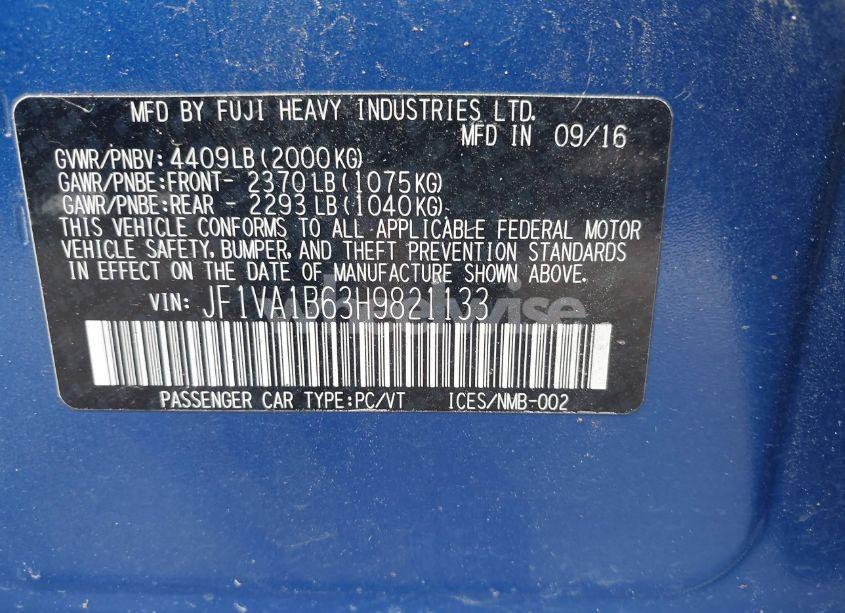 MFD BY FUJI HEAVY INDUSTRIES LTD.
MFD IN 09/16
GVWR/PNBV: 4409LB (2000KG)
GAWR/PNBE:FRONT- 2370 LB (1075KG)
GAWR/PNBE:REAR - 2293 LB (1040KG)
THIS VEHICLE CONFORMS TO ALL APPLICABLE FEDERAL MOTOR
VEHICLE SAFETY, BUMPER, AND THEFT PREVENTION STANDARDS
IN EFFECT ON THE DATE OF MANUFACTURE SHOWN ABOVE.
VIN: JF1VA1B63H9821133
PASSENGER CAR TYPE:PC/VT ICES/NMB-002